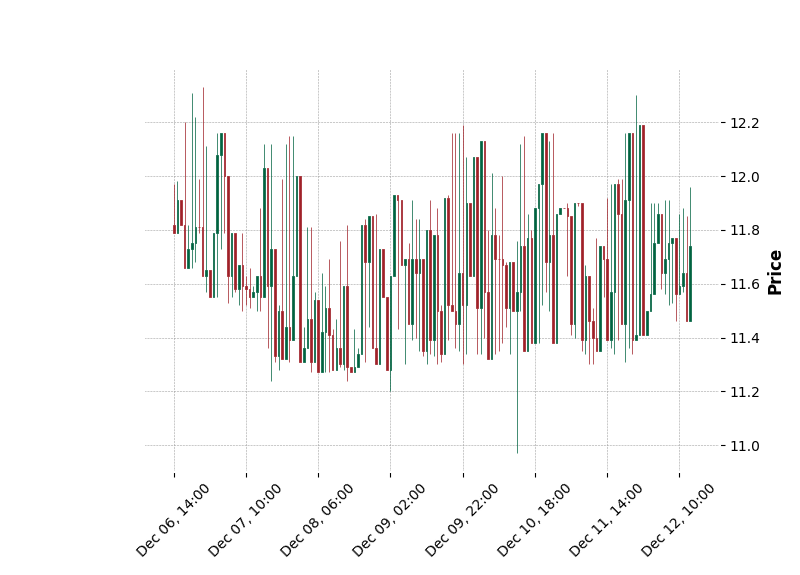 12.2
12.0
11.8
11.6
11.4
11.2
11.0
Price
Dec 06, 14:00
Dec 07, 10:00
Dec 08, 06:00
Dec 09, 02:00
Dec 09, 22:00
Dec 10, 18:00
Dec 11, 14:00
Dec 12, 10:00